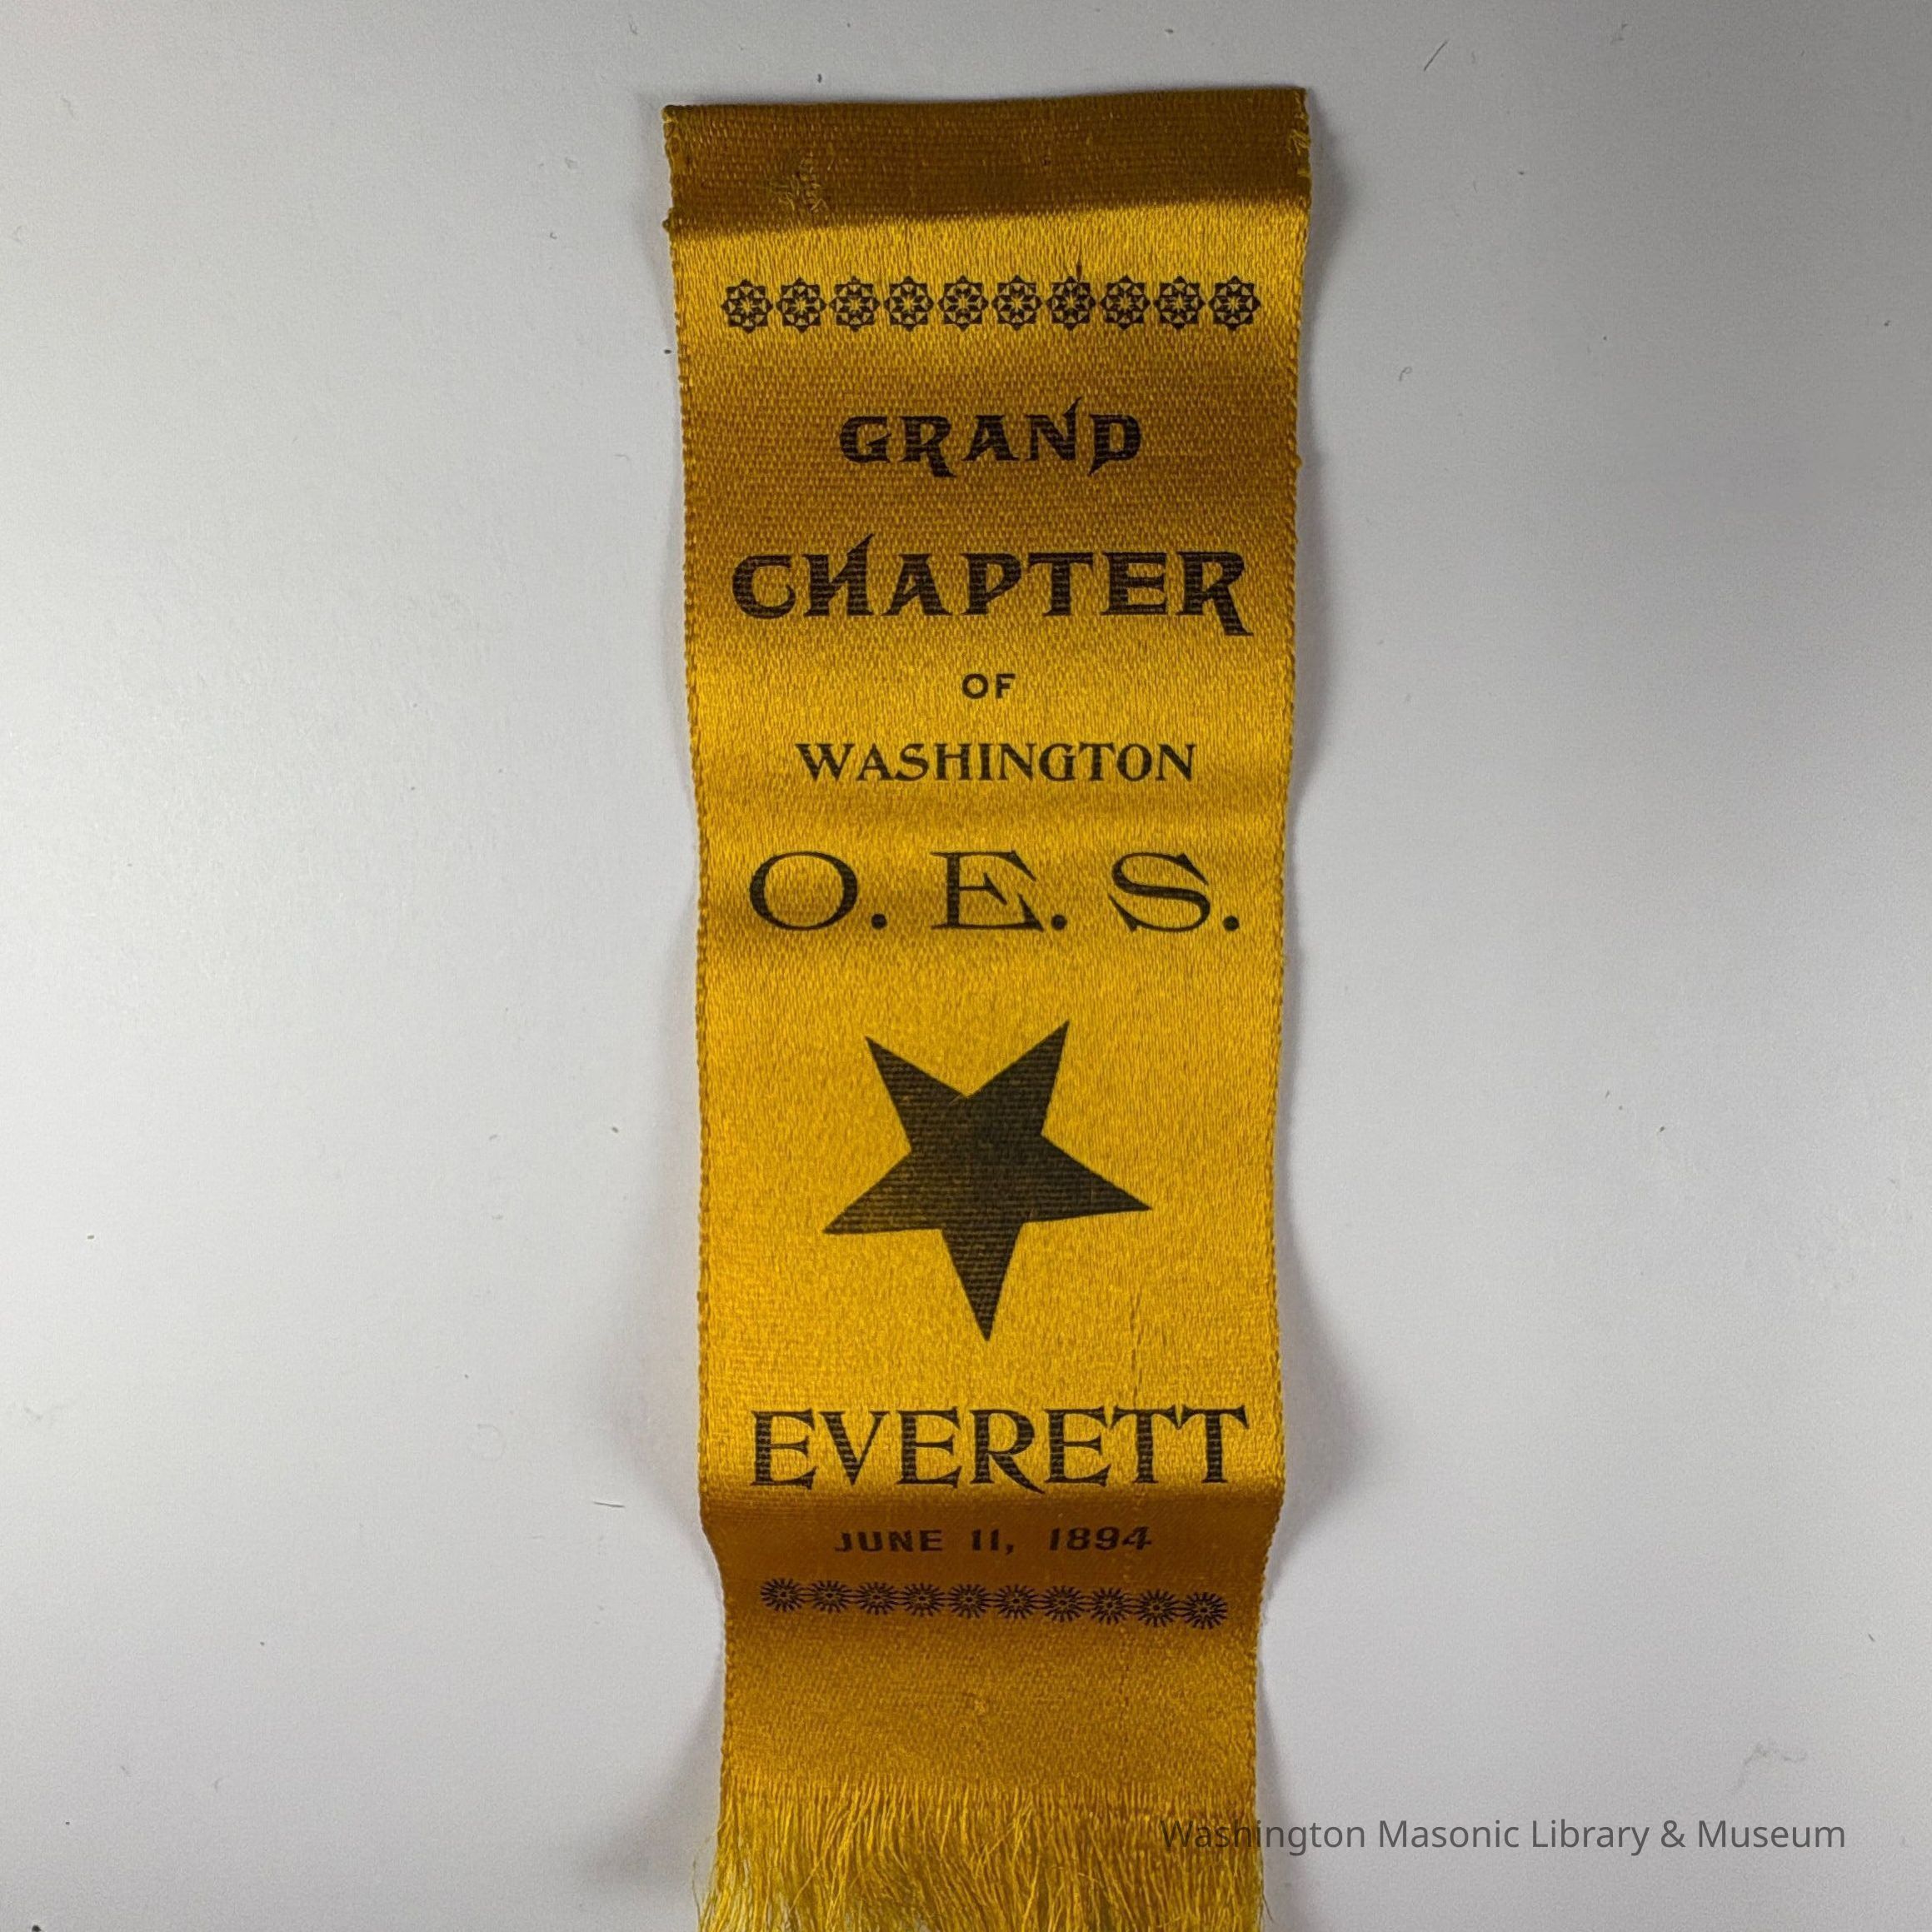 GRAND
CHAPTER
OF
WASHINGTON
O. E. S.
EVERETT
JUNE 11, 1894
Washington Masonic Library & Museum